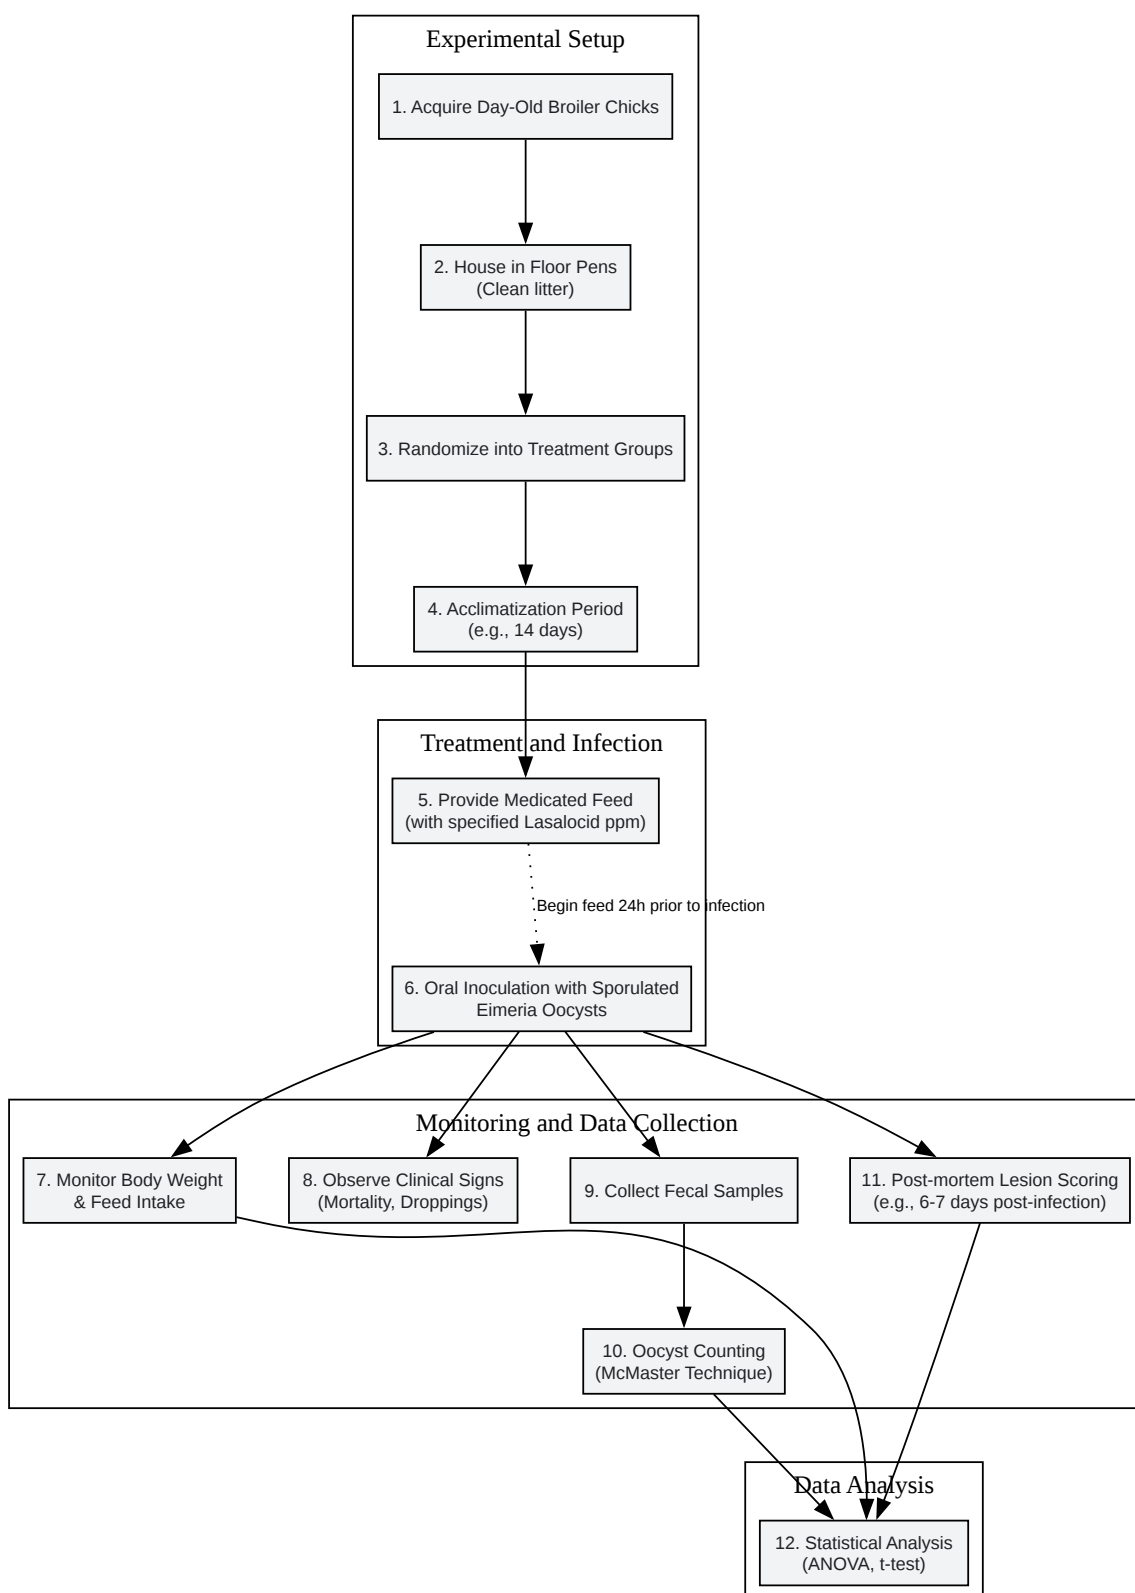 Experimental Setup
1. Acquire Day-Old Broiler Chicks
2. House in Floor Pens
(Clean litter)
3. Randomize into Treatment Groups
4. Acclimatization Period
(e.g., 14 days)
Treatment and Infection
5. Provide Medicated Feed
(with specified Lasalocid ppm)
Begin feed 24h prior to infection
6. Oral Inoculation with Sporulated
Eimeria Oocysts
Monitoring and Data Collection
7. Monitor Body Weight
& Feed Intake
8. Observe Clinical Signs
(Mortality, Droppings)
9. Collect Fecal Samples
11. Post-mortem Lesion Scoring
(e.g., 6-7 days post-infection)
10. Oocyst Counting
(McMaster Technique)
Data Analysis
12. Statistical Analysis
(ANOVA, t-test)